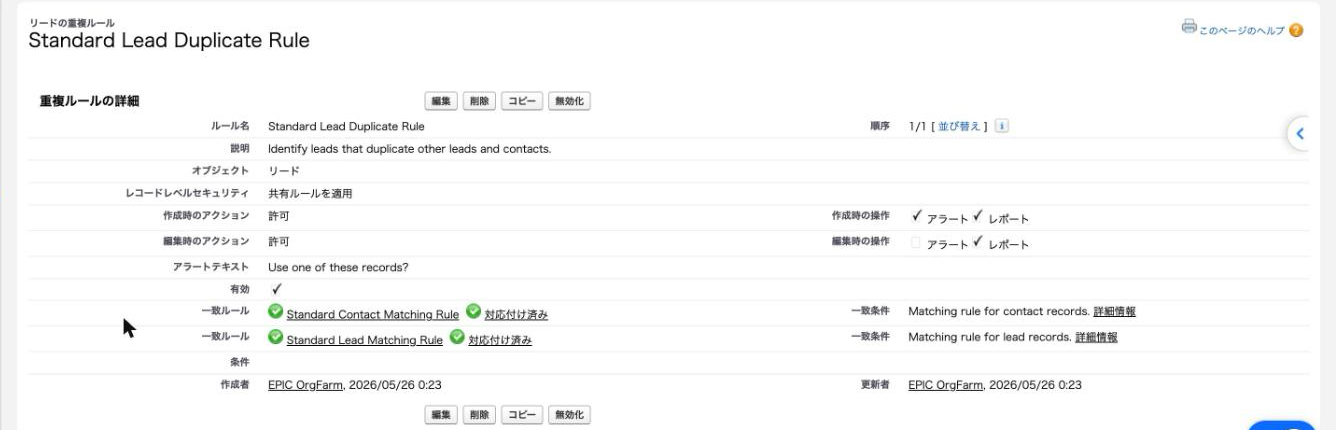 リードの重複ルール
Standard Lead Duplicate Rule
このページのヘルプ ?
重複ルールの詳細 編集 削除 コピー 無効化
ルール名 Standard Lead Duplicate Rule 順序 1/1 [ 並び替え ] i
説明 Identify leads that duplicate other leads and contacts.
オブジェクト リード
レコードレベルセキュリティ 共有ルールを適用
作成時のアクション 許可 作成時の操作 ✓ アラート ✓ レポート
編集時のアクション 許可 編集時の操作 アラート ✓ レポート
アラートテキスト Use one of these records?
有効 ✓
一致ルール Standard Contact Matching Rule 対応付け済み 一致条件 Matching rule for contact records. 詳細情報
一致ルール Standard Lead Matching Rule 対応付け済み 一致条件 Matching rule for lead records. 詳細情報
条件
作成者 EPIC OrgFarm, 2026/05/26 0:23 更新者 EPIC OrgFarm, 2026/05/26 0:23
編集 削除 コピー 無効化